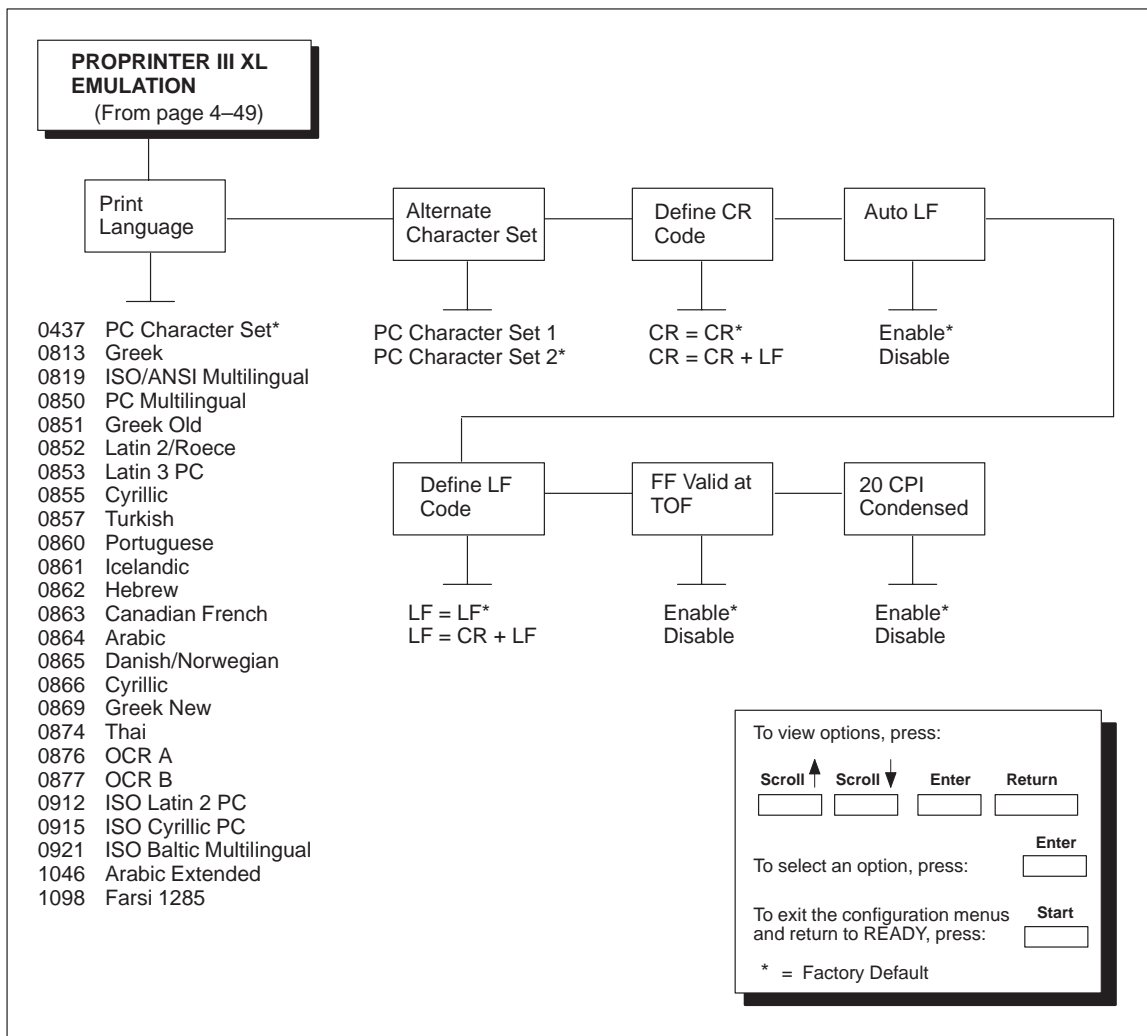 PROPRINTER III XL
EMULATION
(From page 4–49)
Print
Language
Alternate
Character Set
Define CR
Code
Auto LF
0437 PC Character Set*
0813 Greek
0819 ISO/ANSI Multilingual
0850 PC Multilingual
0851 Greek Old
0852 Latin 2/Roece
0853 Latin 3 PC
0855 Cyrillic
0857 Turkish
0860 Portuguese
0861 Icelandic
0862 Hebrew
0863 Canadian French
0864 Arabic
0865 Danish/Norwegian
0866 Cyrillic
0869 Greek New
0874 Thai
0876 OCR A
0877 OCR B
0912 ISO Latin 2 PC
0915 ISO Cyrillic PC
0921 ISO Baltic Multilingual
1046 Arabic Extended
1098 Farsi 1285
PC Character Set 1
PC Character Set 2*
CR = CR*
CR = CR + LF
Enable*
Disable
Define LF
Code
FF Valid at
TOF
20 CPI
Condensed
LF = LF*
LF = CR + LF
Enable*
Disable
Enable*
Disable
To view options, press:
Scroll Scroll Enter Return
Enter
To select an option, press:
To exit the configuration menus
and return to READY, press:
Start
* = Factory Default